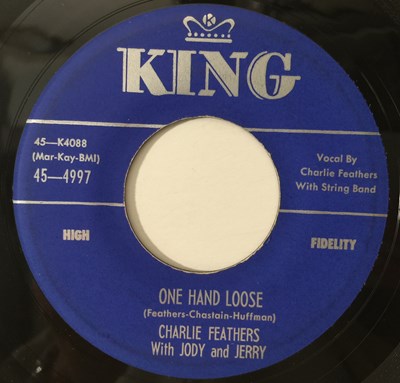 K
KING
45—K4088
(Mar-Kay-BMI)
45—4997
Vocal By
Charlie Feathers
With String Band
HIGH
FIDELITY
ONE HAND LOOSE
(Feathers-Chastain-Huffman)
CHARLIE FEATHERS
With JODY and JERRY